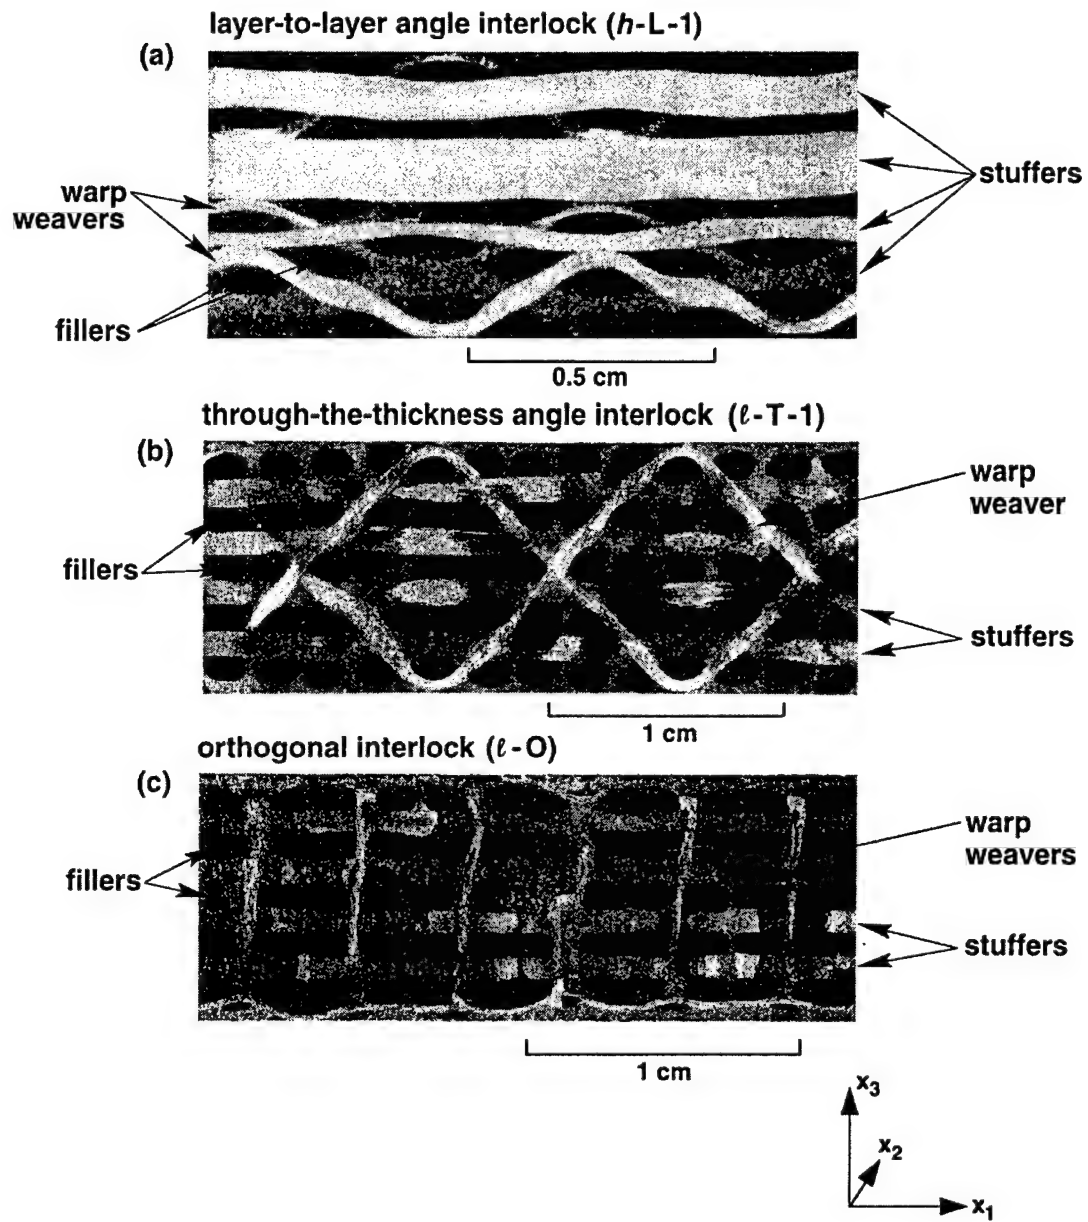 layer-to-layer angle interlock (h-L-1)
(a)
warp
weavers
fillers
stuffers
0.5 cm
through-the-thickness angle interlock (ℓ-T-1)
(b)
fillers
warp
weaver
stuffers
1 cm
orthogonal interlock (ℓ-O)
(c)
fillers
warp
weavers
stuffers
1 cm
x₃
x₂
x₁